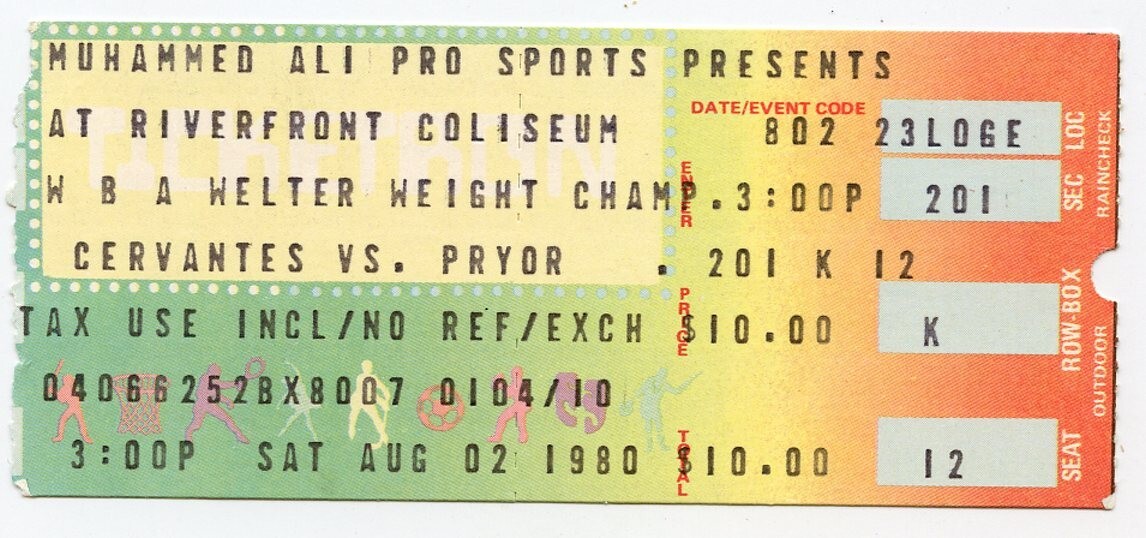 MUHAMMED ALI PRO SPORTS PRESENTS
DATE/EVENT CODE
AT RIVERFRONT COLISEUM 802 23LOGE LOC
W B A WELTER WEIGHT CHAMP. 3:00P 201 SEC
ENTER
RAINCHECK
CERVANTES VS. PRYOR . 201 K 12
TAX USE INCL/NO REF/EXCH $10.00 K ROW-BOX
PRICE
OUTDOOR
04066252BX8007 0104/10
3:00P SAT AUG 02 1980 $10.00 12 SEAT
TOTAL